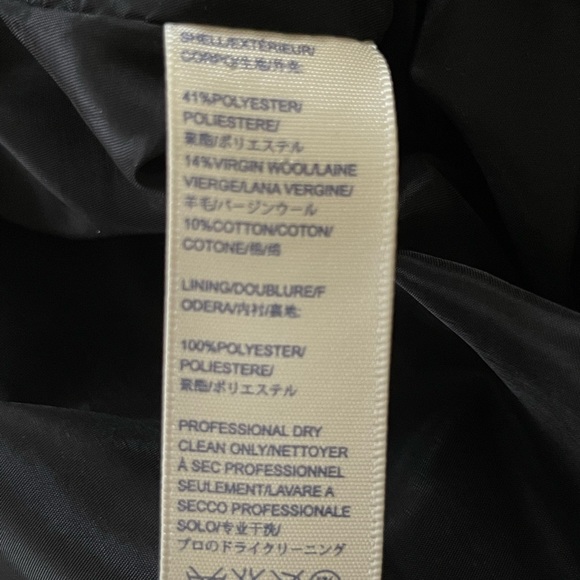 SHELL/EXTÉRIEUR/
CORPO/生地/外壳
41%POLYESTER/
POLIESTERE/
聚酯/ポリエステル
14%VIRGIN WOOL/LAINE
VIERGE/LANA VERGINE/
羊毛/バージンウール
10%COTTON/COTON/
COTONE/棉/綿
LINING/DOUBLURE/F
ODERA/内衬/裏地:
100%POLYESTER/
POLIESTERE/
聚酯/ポリエステル
PROFESSIONAL DRY
CLEAN ONLY/NETTOYER
À SEC PROFESSIONNEL
SEULEMENT/LAVARE A
SECCO PROFESSIONALE
SOLO/专业干洗/
プロのドライクリーニング